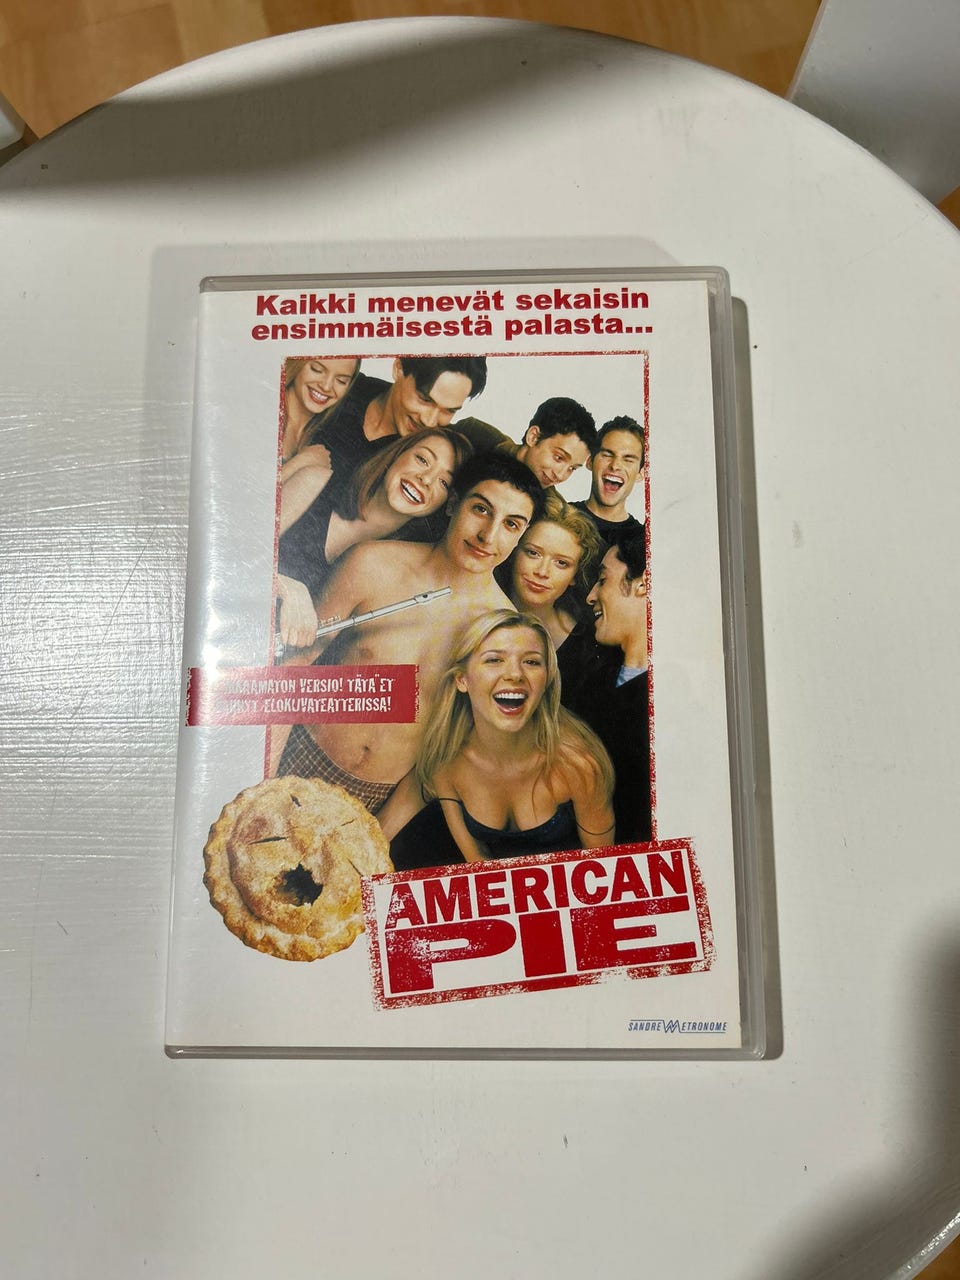 Kaikki menevät sekaisin
ensimmäisestä palasta...
VERSIO! TÄTÄ ET
ELOKUVATEATTERISSA!
AMERICAN
PIE
SANDREW METRONOME